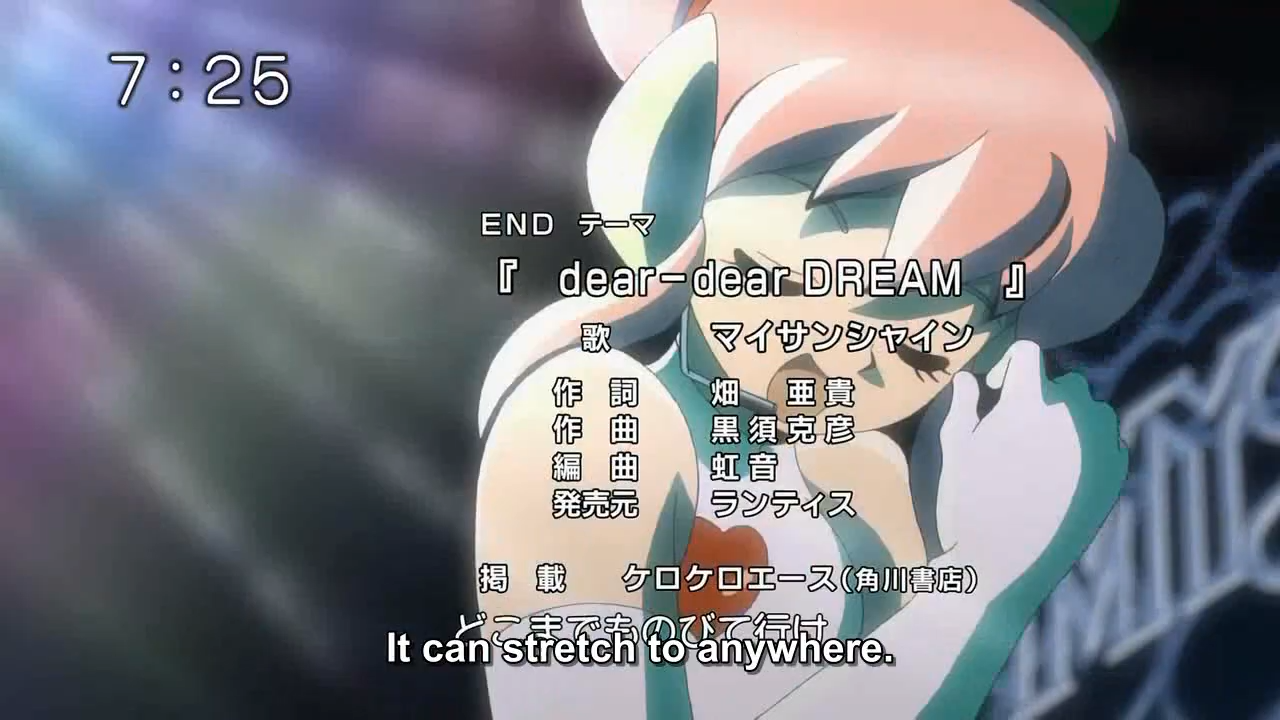 7:25
END テーマ
『 dear-dear DREAM 』
歌 マイサンシャイン
作 詞 畑 亜貴
作 曲 黒須克彦
編 曲 虹音
発売元 ランティス
掲 載 ケロケロエース(角川書店)
どこまでものびて行け
It can stretch to anywhere.